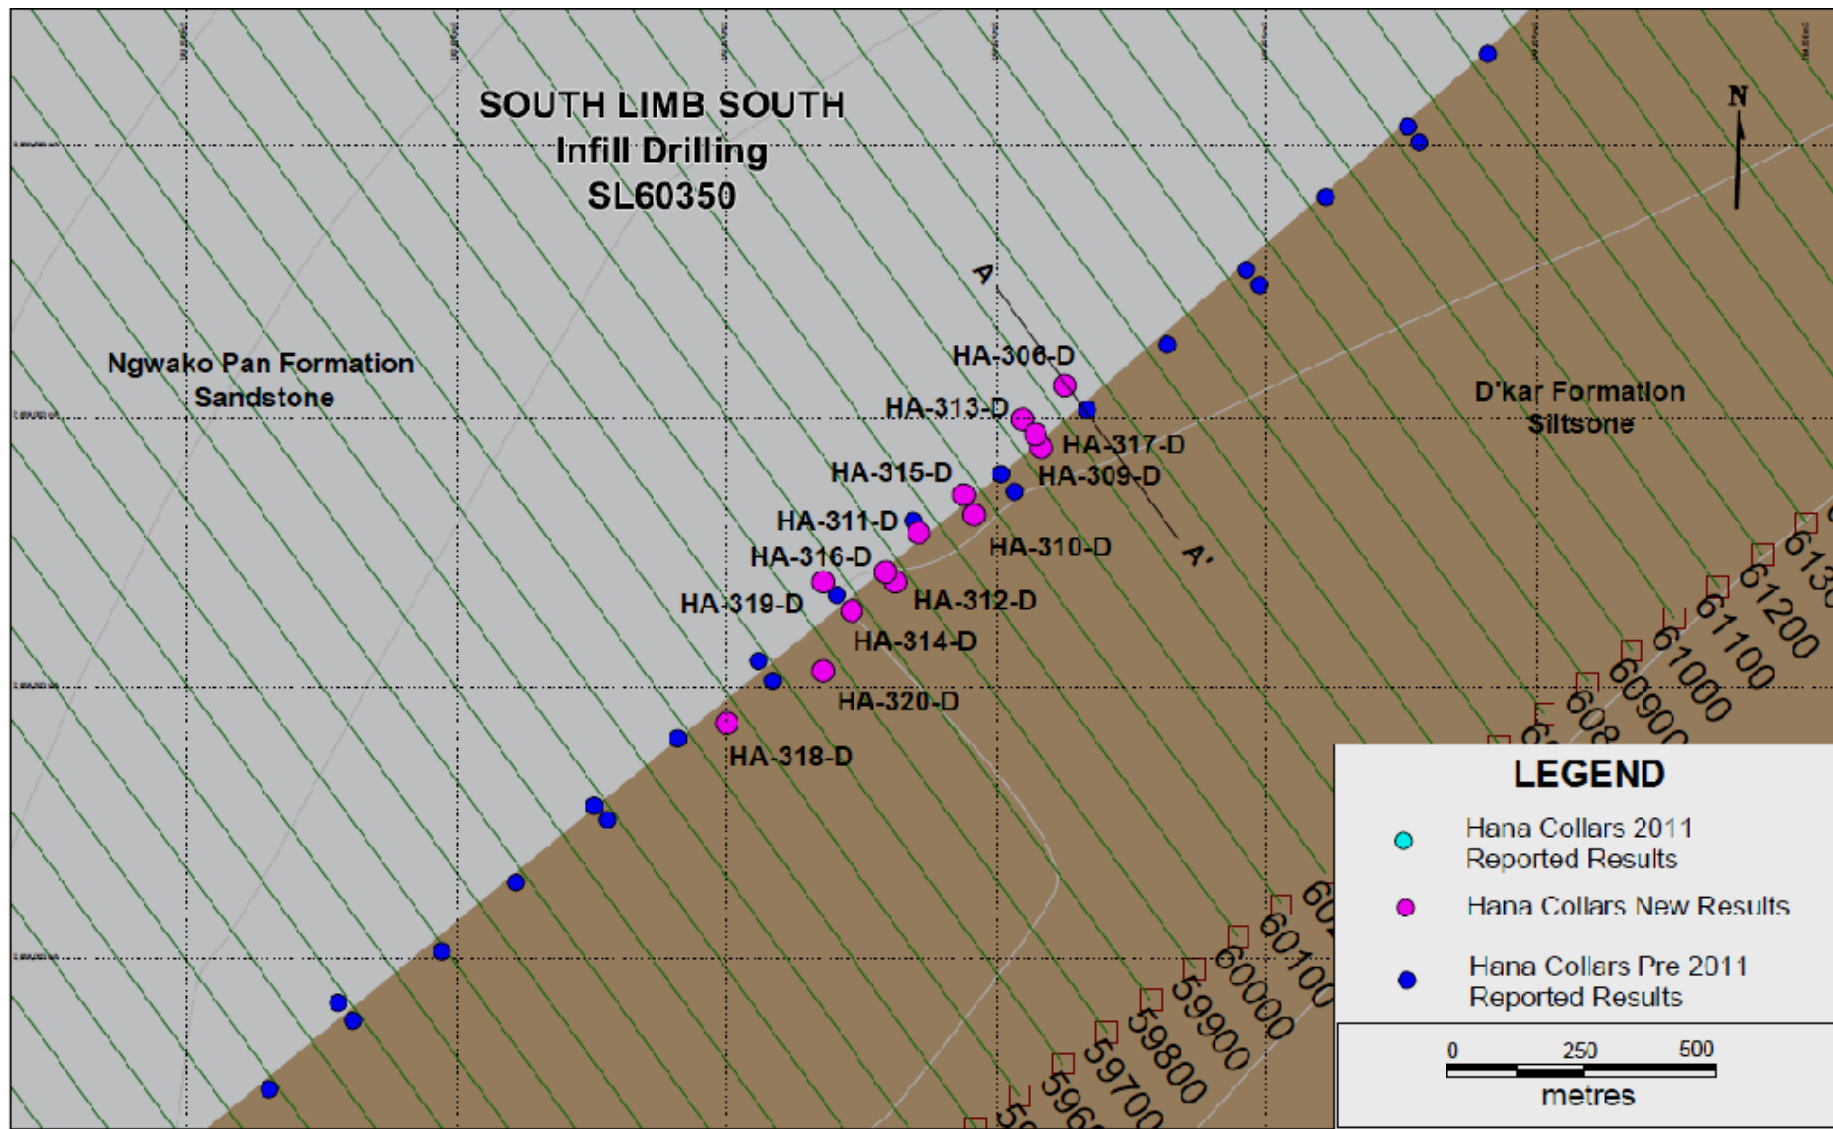 SOUTH LIMB SOUTH
Infill Drilling
SL60350
N
A
HA-306-D
Ngwako Pan Formation
Sandstone
D'kar Formation
Siltsone
HA-313-D
HA-317-D
HA-315-D
HA-309-D
HA-311-D
HA-310-D
A'
HA-316-D
HA-319-D
HA-312-D
HA-314-D
HA-320-D
HA-318-D
61200
61100
61000
60900
60100
60000
59900
59800
59700
LEGEND
Hana Collars 2011
Reported Results
Hana Collars New Results
Hana Collars Pre 2011
Reported Results
0 250 500
metres